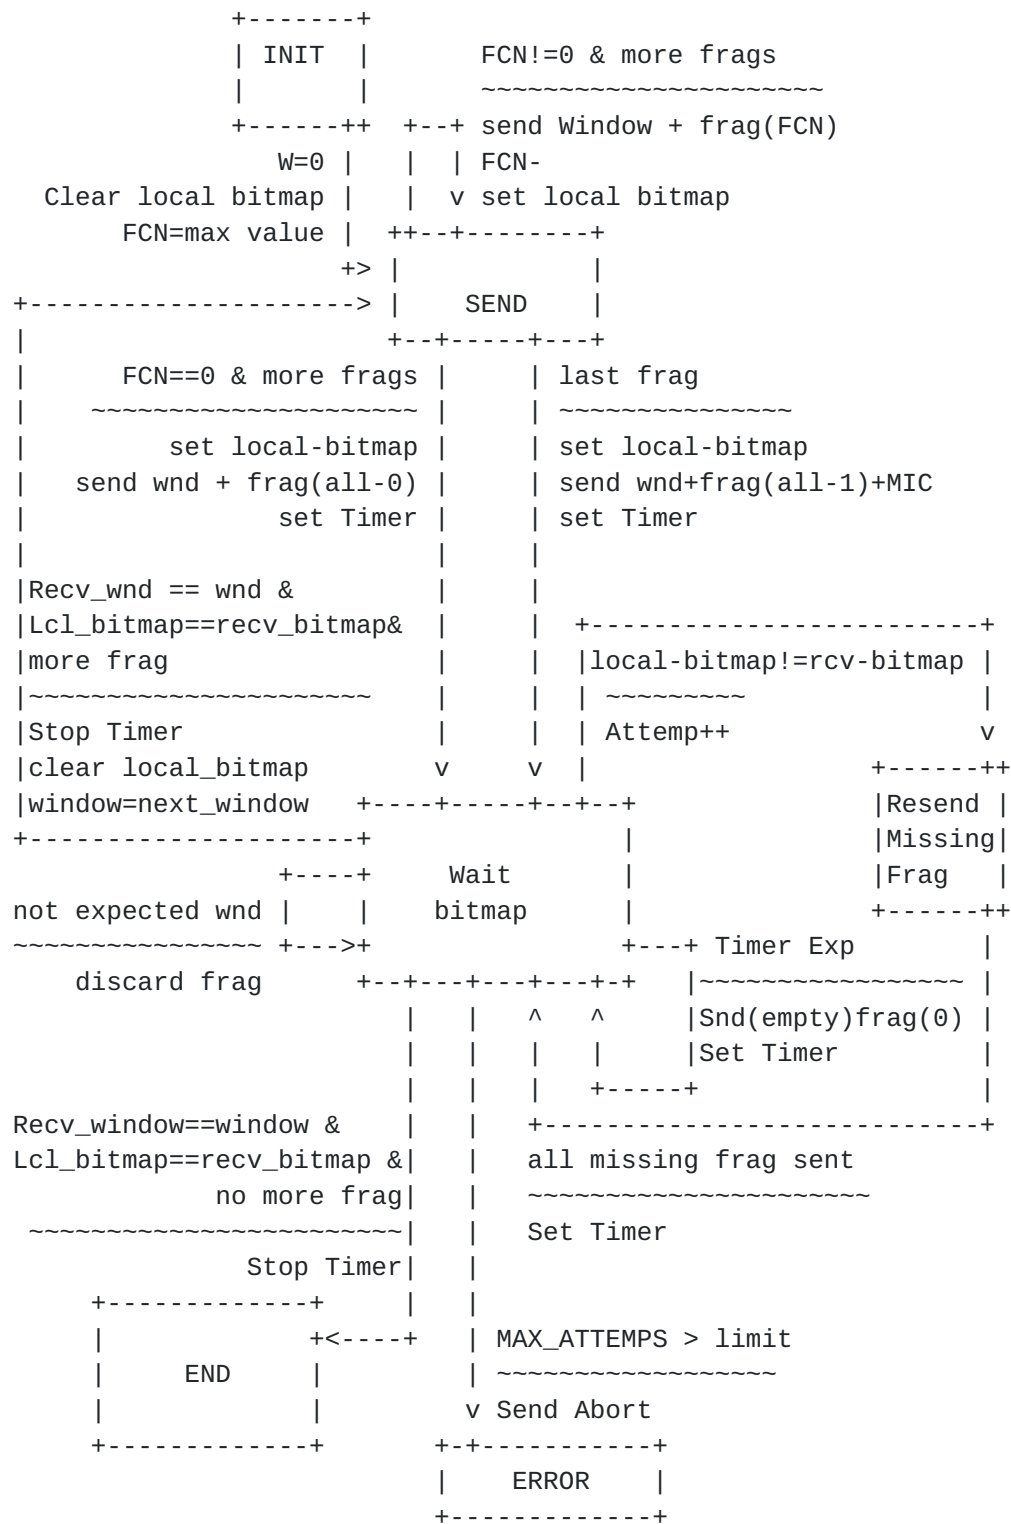 +-------+
                | INIT  |       FCN!=0 & more frags
                |       |       ~~~~~~~~~~~~~~~~~~~~~~
                +------++  +--+ send Window + frag(FCN)
                   W=0 |   |  | FCN-
    Clear local bitmap |   |  v set local bitmap
         FCN=max value |  ++--+--------+
                       +> |            |
  +---------------------> |    SEND    |
  |                       +--+-----+---+
  |      FCN==0 & more frags |     | last frag
  |    ~~~~~~~~~~~~~~~~~~~~~ |     | ~~~~~~~~~~~~~~~
  |         set local-bitmap |     | set local-bitmap
  |   send wnd + frag(all-0) |     | send wnd+frag(all-1)+MIC
  |                set Timer |     | set Timer
  |                          |     |
  |Recv_wnd == wnd &         |     |
  |Lcl_bitmap==recv_bitmap&  |     |  +-------------------------+
  |more frag                 |     |  |local-bitmap!=rcv-bitmap |
  |~~~~~~~~~~~~~~~~~~~~~~    |     |  | ~~~~~~~~~               |
  |Stop Timer                |     |  | Attemp++                v
  |clear local_bitmap        v     v  |                  +------++
  |window=next_window   +----+-----+--+--+               |Resend |
  +---------------------+                |               |Missing|
                   +----+     Wait       |               |Frag   |
  not expected wnd |    |    bitmap      |               +------++
  ~~~~~~~~~~~~~~~~ +--->+                +---+ Timer Exp        |
      discard frag      +--+---+---+---+-+   |~~~~~~~~~~~~~~~~~ |
                           |   |   ^   ^     |Snd(empty)frag(0) |
                           |   |   |   |     |Set Timer         |
                           |   |   |   +-----+                  |
  Recv_window==window &    |   |   +----------------------------+
  Lcl_bitmap==recv_bitmap &|   |   all missing frag sent
               no more frag|   |   ~~~~~~~~~~~~~~~~~~~~~~
   ~~~~~~~~~~~~~~~~~~~~~~~~|   |   Set Timer
                 Stop Timer|   |
       +-------------+     |   |
       |             +<----+   | MAX_ATTEMPS > limit
       |     END     |         | ~~~~~~~~~~~~~~~~~~
       |             |         v Send Abort
       +-------------+       +-+-----------+
                             |    ERROR    |
                             +-------------+